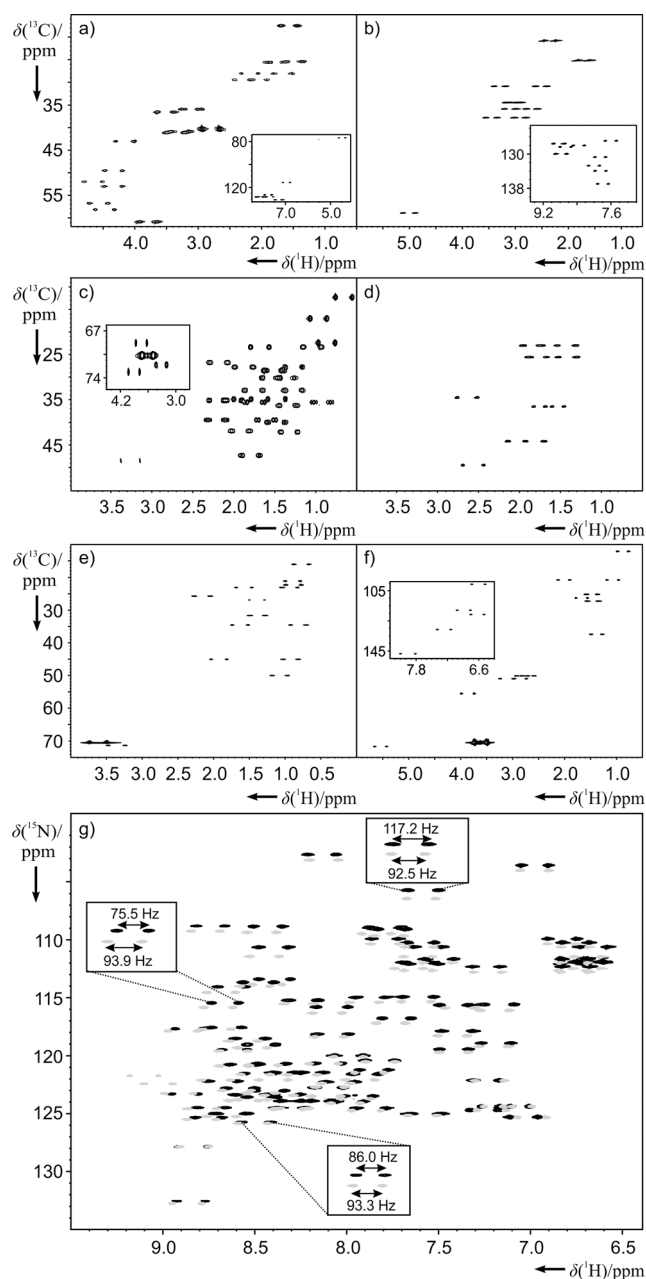 δ(¹³C)/
ppm
a)
b)
35
45
55
80
120
7.0
5.0
130
138
9.2
7.6
4.0
3.0
2.0
1.0
5.0
4.0
3.0
2.0
1.0
δ(¹H)/ppm
δ(¹H)/ppm
δ(¹³C)/
ppm
c)
d)
67
74
4.2
3.0
25
35
45
3.5
3.0
2.5
2.0
1.5
1.0
3.5
3.0
2.5
2.0
1.5
1.0
δ(¹H)/ppm
δ(¹H)/ppm
δ(¹³C)/
ppm
e)
f)
105
145
7.8
6.6
30
40
50
60
70
3.5
3.0
2.5
2.0
1.5
1.0
0.5
5.0
4.0
3.0
2.0
1.0
δ(¹H)/ppm
δ(¹H)/ppm
δ(¹⁵N)/
ppm
g)
117.2 Hz
92.5 Hz
75.5 Hz
93.9 Hz
110
115
120
125
130
86.0 Hz
93.3 Hz
9.0
8.5
8.0
7.5
7.0
6.5
δ(¹H)/ppm